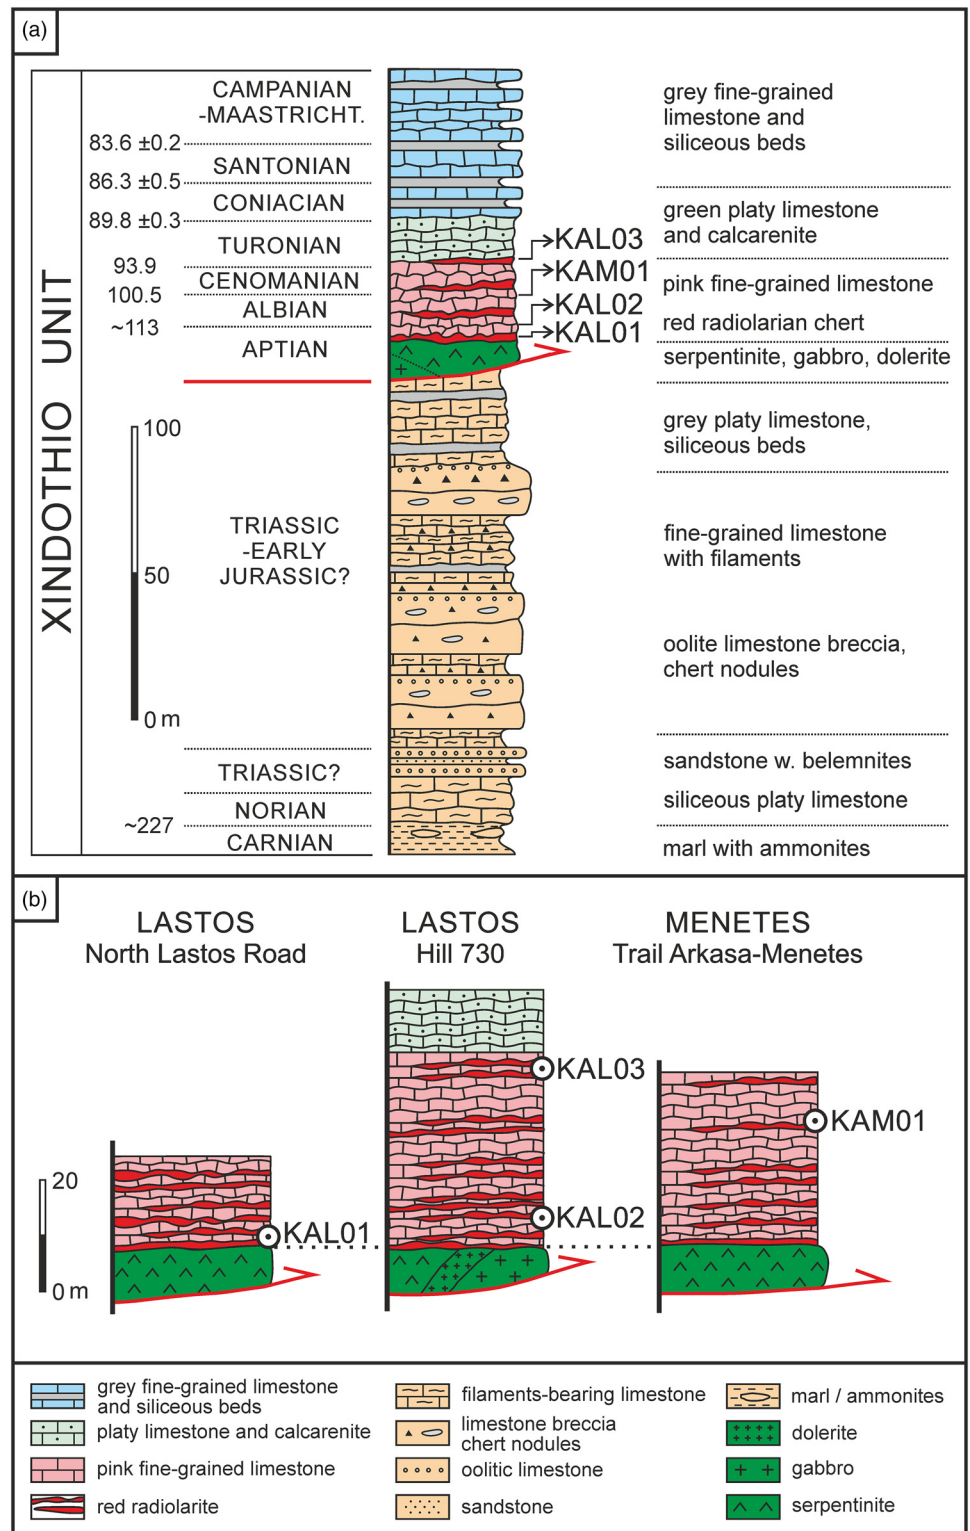 (a)
XINDOTHIO UNIT
CAMPANIAN
-MAASTRICHT.
83.6 ±0.2
SANTONIAN
86.3 ±0.5
CONIACIAN
89.8 ±0.3
TURONIAN
93.9
CENOMANIAN
100.5
ALBIAN
~113
APTIAN
100
50
0 m
TRIASSIC
-EARLY
JURASSIC?
TRIASSIC?
NORIAN
~227
CARNIAN
KAL03
KAM01
KAL02
KAL01
grey fine-grained
limestone and
siliceous beds
green platy limestone
and calcarenite
pink fine-grained limestone
red radiolarian chert
serpentinite, gabbro, dolerite
grey platy limestone,
siliceous beds
fine-grained limestone
with filaments
oolite limestone breccia,
chert nodules
sandstone w. belemnites
siliceous platy limestone
marl with ammonites
(b)
LASTOS
North Lastos Road
LASTOS
Hill 730
MENETES
Trail Arkasa-Menetes
20
0 m
KAL01
KAL03
KAL02
KAM01
grey fine-grained limestone
and siliceous beds
platy limestone and calcarenite
pink fine-grained limestone
red radiolarite
filaments-bearing limestone
limestone breccia
chert nodules
oolitic limestone
sandstone
marl / ammonites
dolerite
gabbro
serpentinite